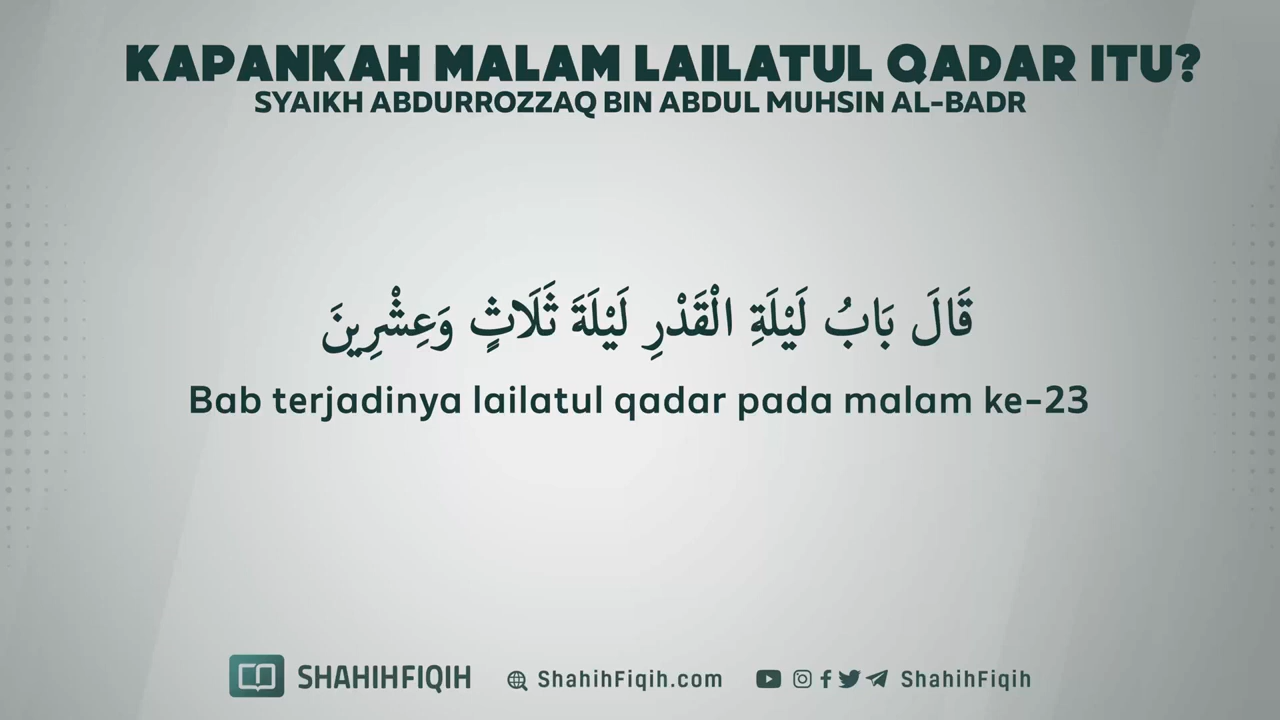 KAPANKAH MALAM LAILATUL QADAR ITU?
SYAIKH ABDURROZZAQ BIN ABDUL MUHSIN AL-BADR
قَالَ بَابُ لَيْلَةِ الْقَدْرِ لَيْلَةَ ثَلَاثٍ وَعِشْرِينَ
Bab terjadinya lailatul qadar pada malam ke-23
SHAHIHFIQIH ShahihFiqih.com ShahihFiqih